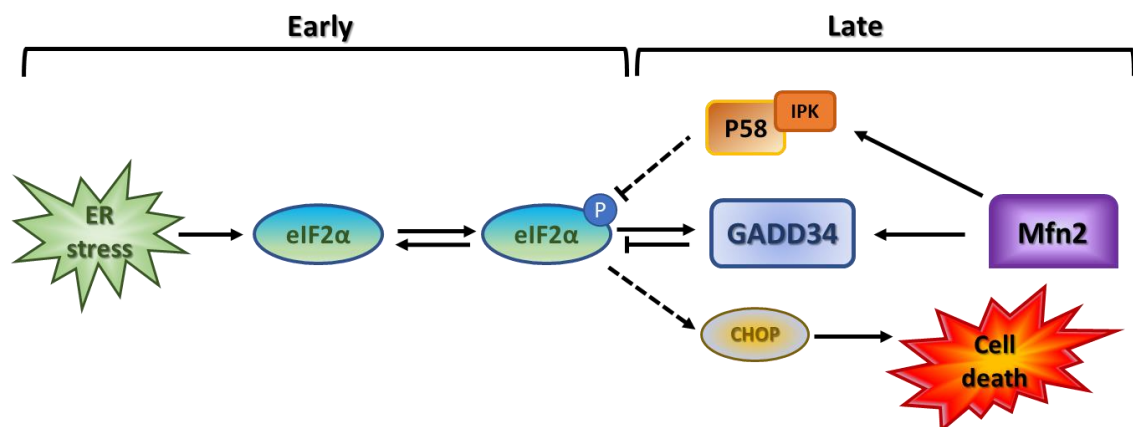 Early
Late
P58
IPK
ER
stress
eIF2α
eIF2α
P
GADD34
Mfn2
CHOP
Cell
death